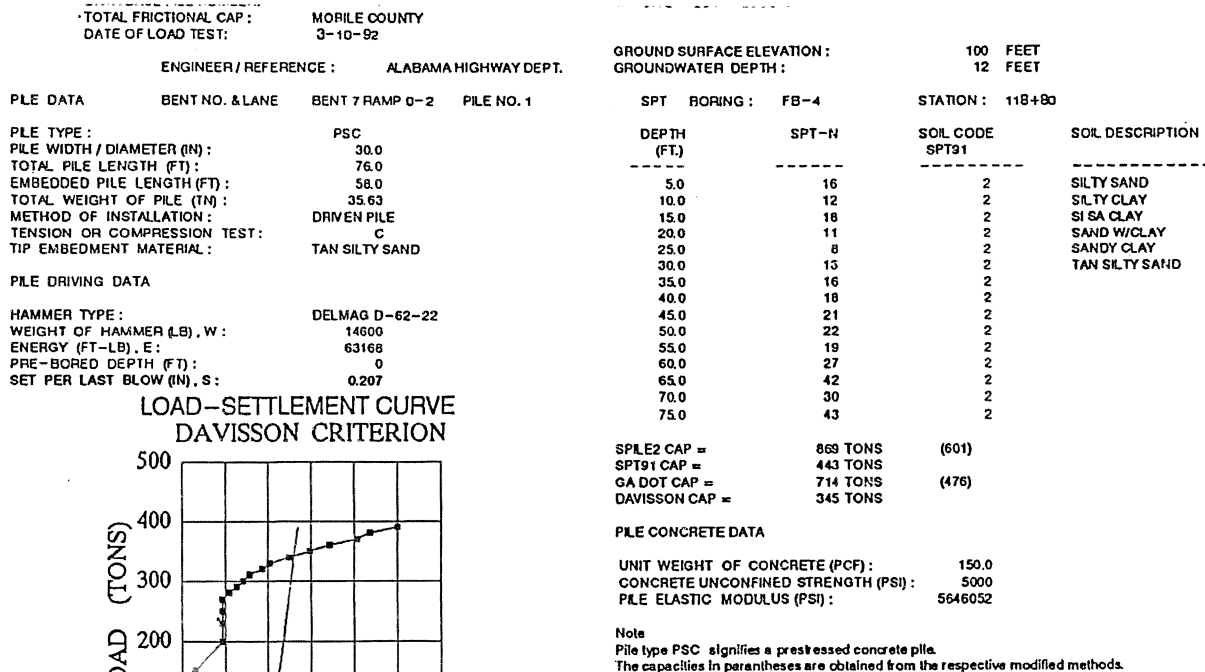 ·TOTAL FRICTIONAL CAP : MOBILE COUNTY
DATE OF LOAD TEST: 3-10-92
ENGINEER / REFERENCE : ALABAMA HIGHWAY DEPT.
PILE DATA BENT NO. & LANE BENT 7 RAMP 0-2 PILE NO. 1
PILE TYPE : PSC
PILE WIDTH / DIAMETER (IN) : 30.0
TOTAL PILE LENGTH (FT) : 76.0
EMBEDDED PILE LENGTH (FT) : 58.0
TOTAL WEIGHT OF PILE (TN) : 35.63
METHOD OF INSTALLATION : DRIVEN PILE
TENSION OR COMPRESSION TEST : C
TIP EMBEDMENT MATERIAL : TAN SILTY SAND
PILE DRIVING DATA
HAMMER TYPE : DELMAG D-62-22
WEIGHT OF HAMMER (LB) , W : 14600
ENERGY (FT-LB) , E : 63168
PRE-BORED DEPTH (FT) : 0
SET PER LAST BLOW (IN) , S : 0.207
LOAD-SETTLEMENT CURVE
DAVISSON CRITERION
500
400
300
200
LOAD (TONS)
GROUND SURFACE ELEVATION : 100 FEET
GROUNDWATER DEPTH : 12 FEET
SPT BORING : FB-4 STATION : 118+80
DEPTH SPT-N SOIL CODE SOIL DESCRIPTION
(FT.) SPT91
5.0 16 2 SILTY SAND
10.0 12 2 SILTY CLAY
15.0 18 2 SI SA CLAY
20.0 11 2 SAND W/CLAY
25.0 8 2 SANDY CLAY
30.0 13 2 TAN SILTY SAND
35.0 16 2
40.0 18 2
45.0 21 2
50.0 22 2
55.0 19 2
60.0 27 2
65.0 42 2
70.0 30 2
75.0 43 2
SPILE2 CAP = 869 TONS (601)
SPT91 CAP = 443 TONS
GA DOT CAP = 714 TONS (476)
DAVISSON CAP = 345 TONS
PILE CONCRETE DATA
UNIT WEIGHT OF CONCRETE (PCF) : 150.0
CONCRETE UNCONFINED STRENGTH (PSI) : 5000
PILE ELASTIC MODULUS (PSI) : 5646052
Note
Pile type PSC signifies a prestressed concrete pile.
The capacities in parantheses are obtained from the respective modified methods.